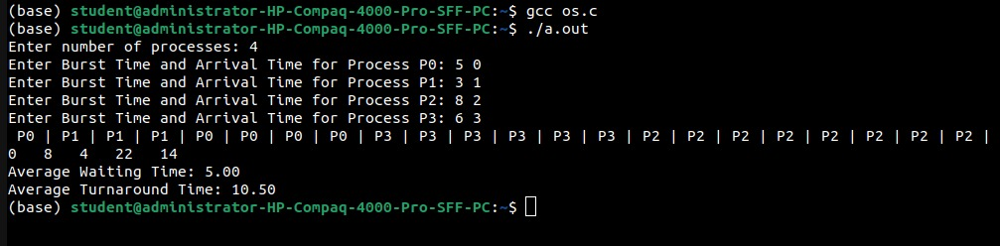 (base) student@administrator-HP-Compaq-4000-Pro-SFF-PC:~$ gcc os.c
(base) student@administrator-HP-Compaq-4000-Pro-SFF-PC:~$ ./a.out
Enter number of processes: 4
Enter Burst Time and Arrival Time for Process P0: 5 0
Enter Burst Time and Arrival Time for Process P1: 3 1
Enter Burst Time and Arrival Time for Process P2: 8 2
Enter Burst Time and Arrival Time for Process P3: 6 3
P0 | P1 | P1 | P1 | P0 | P0 | P0 | P0 | P3 | P3 | P3 | P3 | P3 | P3 | P2 | P2 | P2 | P2 | P2 | P2 | P2 | P2 |
0   8   4   22   14
Average Waiting Time: 5.00
Average Turnaround Time: 10.50
(base) student@administrator-HP-Compaq-4000-Pro-SFF-PC:~$